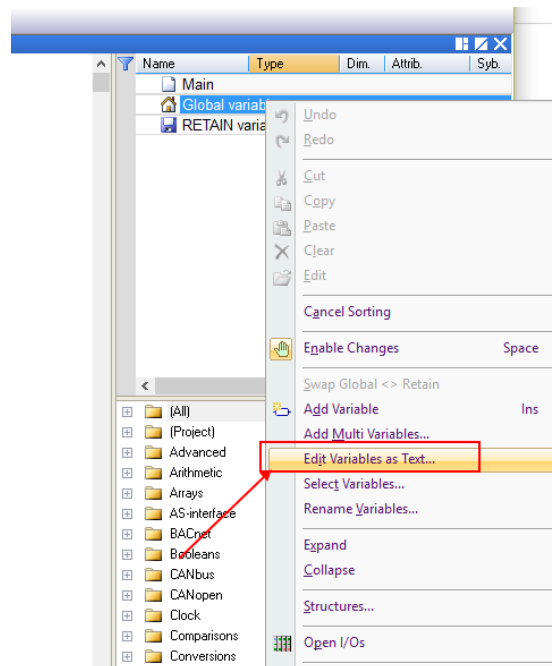 Name Type Dim. Attrib. Syb.
Main
Global variab
RETAIN varia
Undo
Redo
Cut
Copy
Paste
Clear
Edit
Cancel Sorting
Enable Changes Space
Swap Global <> Retain
Add Variable Ins
Add Multi Variables...
Edit Variables as Text...
Select Variables...
Rename Variables...
Expand
Collapse
Structures...
Open I/Os
(All)
(Project)
Advanced
Arithmetic
Arrays
AS-interface
BACnet
Booleans
CANbus
CANopen
Clock
Comparisons
Conversions